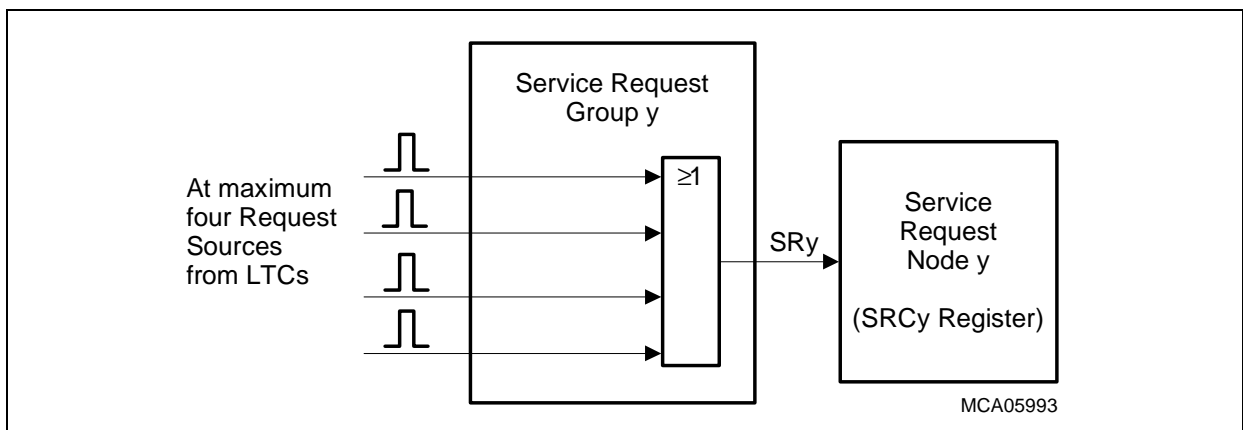 Service Request
Group y
At maximum
four Request
Sources
from LTCs
≥1
SRy
Service
Request
Node y
(SRCy Register)
MCA05993